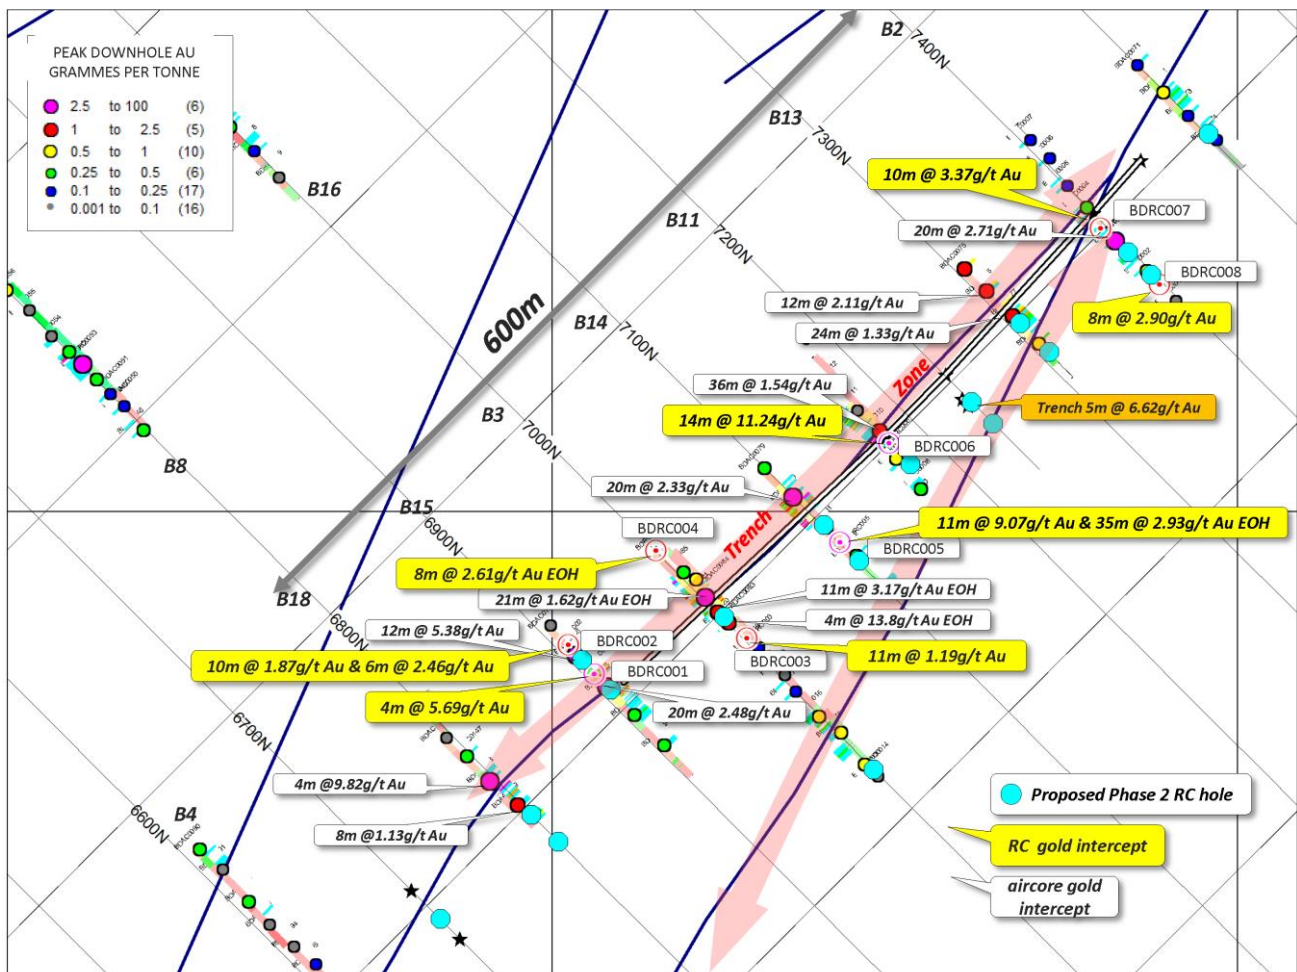 PEAK DOWNHOLE AU
GRAMMES PER TONNE
2.5 to 100 (6)
1 to 2.5 (5)
0.5 to 1 (10)
0.25 to 0.5 (6)
0.1 to 0.25 (17)
0.001 to 0.1 (16)
B2
7400N
B13
7300N
B16
B11
7200N
10m @ 3.37g/t Au
BDRC007
20m @ 2.71g/t Au
BDRC008
BDAC0071
BDAC0075
600m
12m @ 2.11g/t Au
8m @ 2.90g/t Au
24m @ 1.33g/t Au
B14
7100N
Zone
36m @ 1.54g/t Au
Trench 5m @ 6.62g/t Au
B3
7000N
14m @ 11.24g/t Au
BDRC006
B8
BDAC0079
20m @ 2.33g/t Au
B15
6900N
Trench
BDRC004
11m @ 9.07g/t Au & 35m @ 2.93g/t Au EOH
BDRC005
8m @ 2.61g/t Au EOH
B18
6800N
21m @ 1.62g/t Au EOH
11m @ 3.17g/t Au
4m @ 13.8g/t Au EOH
12m @ 5.38g/t Au
BDRC002
10m @ 1.87g/t Au & 6m @ 2.46g/t Au
BDRC001
BDRC003
11m @ 1.19g/t Au
4m @ 5.69g/t Au
20m @ 2.48g/t Au
6700N
4m @9.82g/t Au
8m @1.13g/t Au
B4
6600N
BDAC0090
Proposed Phase 2 RC hole
RC gold intercept
aircore gold
intercept